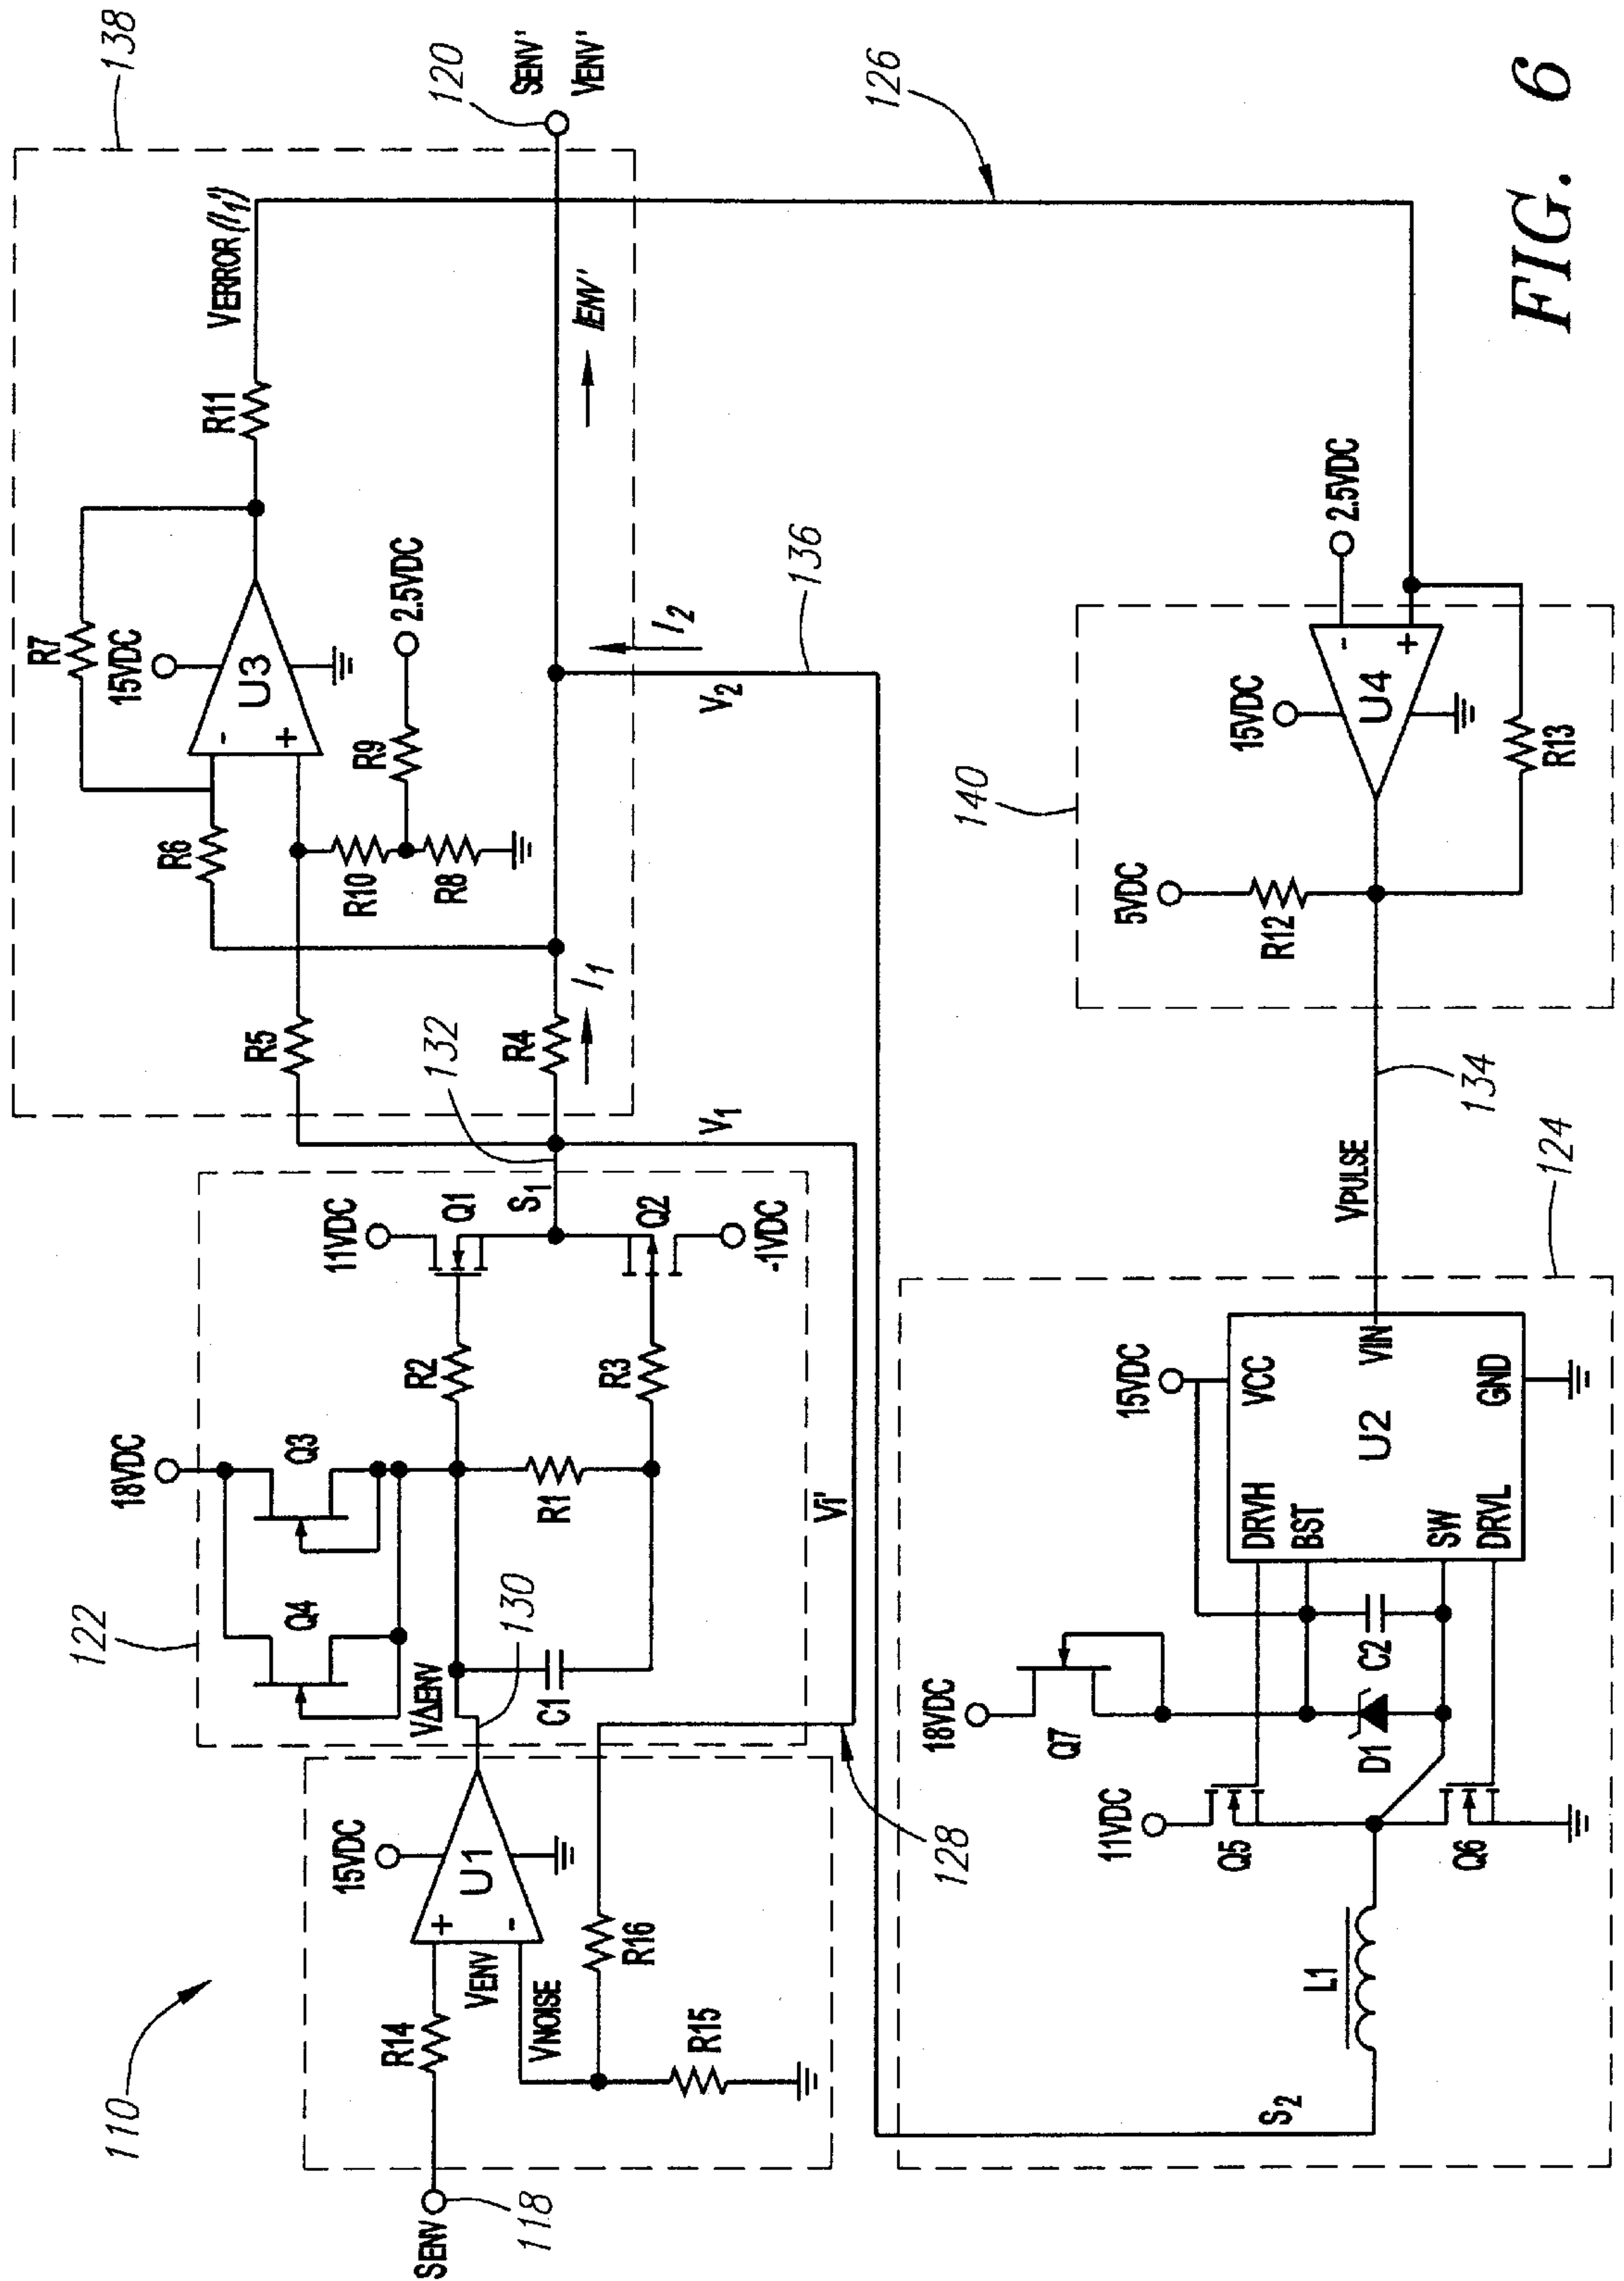 110
SENV
118
R14
VENV
VNOISE
R15
R16
15VDC
U1
+
-
128
130
122
VΔENV
C1
Q4
18VDC
Q3
R1
R2
R3
11VDC
Q1
S1
Q2
-1VDC
132
V1
Vi'
R5
R4
I1
R6
R10
R8
R9
2.5VDC
R7
15VDC
U3
-
+
R11
VERROR(I1')
138
IENV'
120
SENV'
VENV'
V2
I2
136
126
S2
L1
11VDC
Q5
Q6
18VDC
Q7
D1
C2
15VDC
DRVH
BST
SW
DRVL
VCC
U2
VIN
GND
124
VPULSE
134
140
5VDC
R12
15VDC
U4
-
+
R13
2.5VDC
FIG. 6